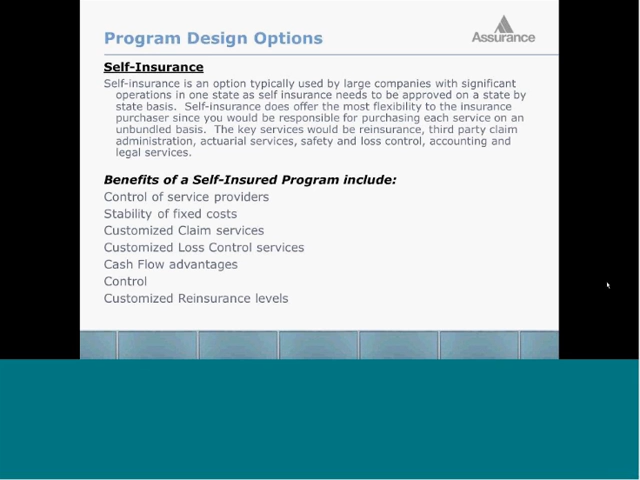 Program Design Options
Assurance
Self-Insurance
Self-insurance is an option typically used by large companies with significant
operations in one state as self insurance needs to be approved on a state by
state basis.  Self-insurance does offer the most flexibility to the insurance
purchaser since you would be responsible for purchasing each service on an
unbundled basis.  The key services would be reinsurance, third party claim
administration, actuarial services, safety and loss control, accounting and
legal services.
Benefits of a Self-Insured Program include:
Control of service providers
Stability of fixed costs
Customized Claim services
Customized Loss Control services
Cash Flow advantages
Control
Customized Reinsurance levels